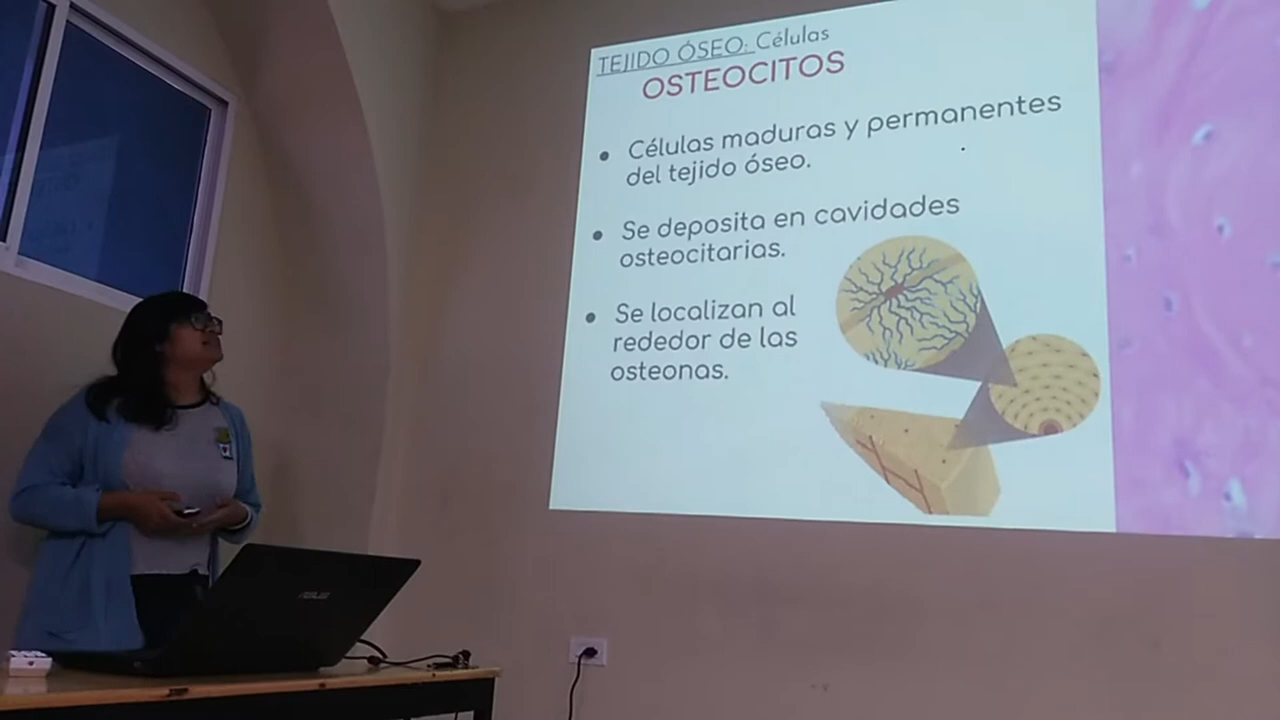 TEJIDO ÓSEO: Células
OSTEOCITOS
• Células maduras y permanentes
del tejido óseo.
• Se deposita en cavidades
osteocitarias.
• Se localizan al
rededor de las
osteonas.
ASUS